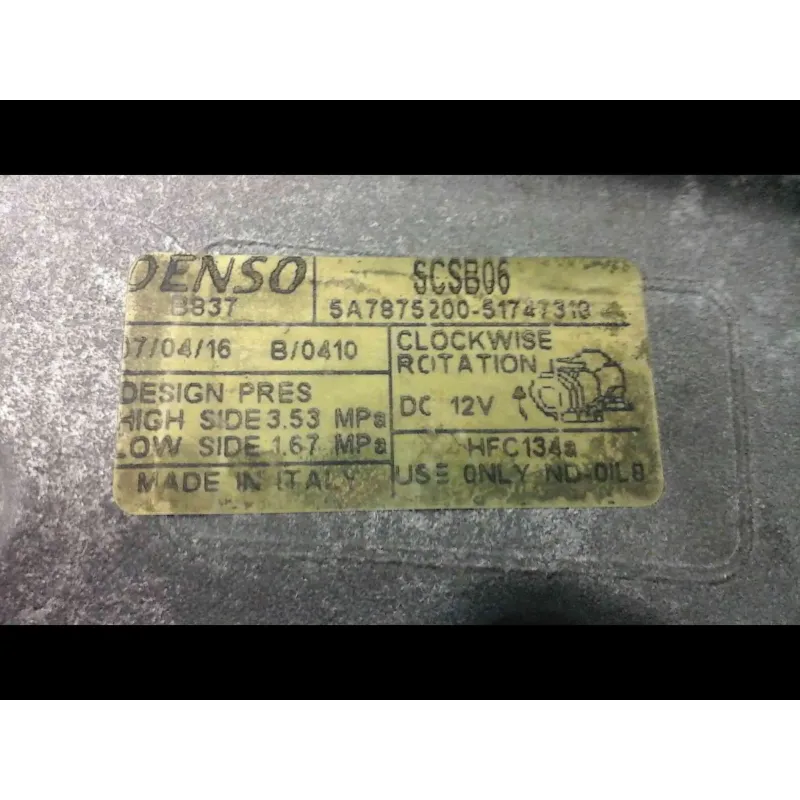 DENSO SCSB06
B837 5A7875200-51747318
07/04/16 B/0410 CLOCKWISE
ROTATION
DESIGN PRES
HIGH SIDE 3.53 MPa DC 12V
LOW SIDE 1.67 MPa HFC134a
MADE IN ITALY USE ONLY ND-OIL8